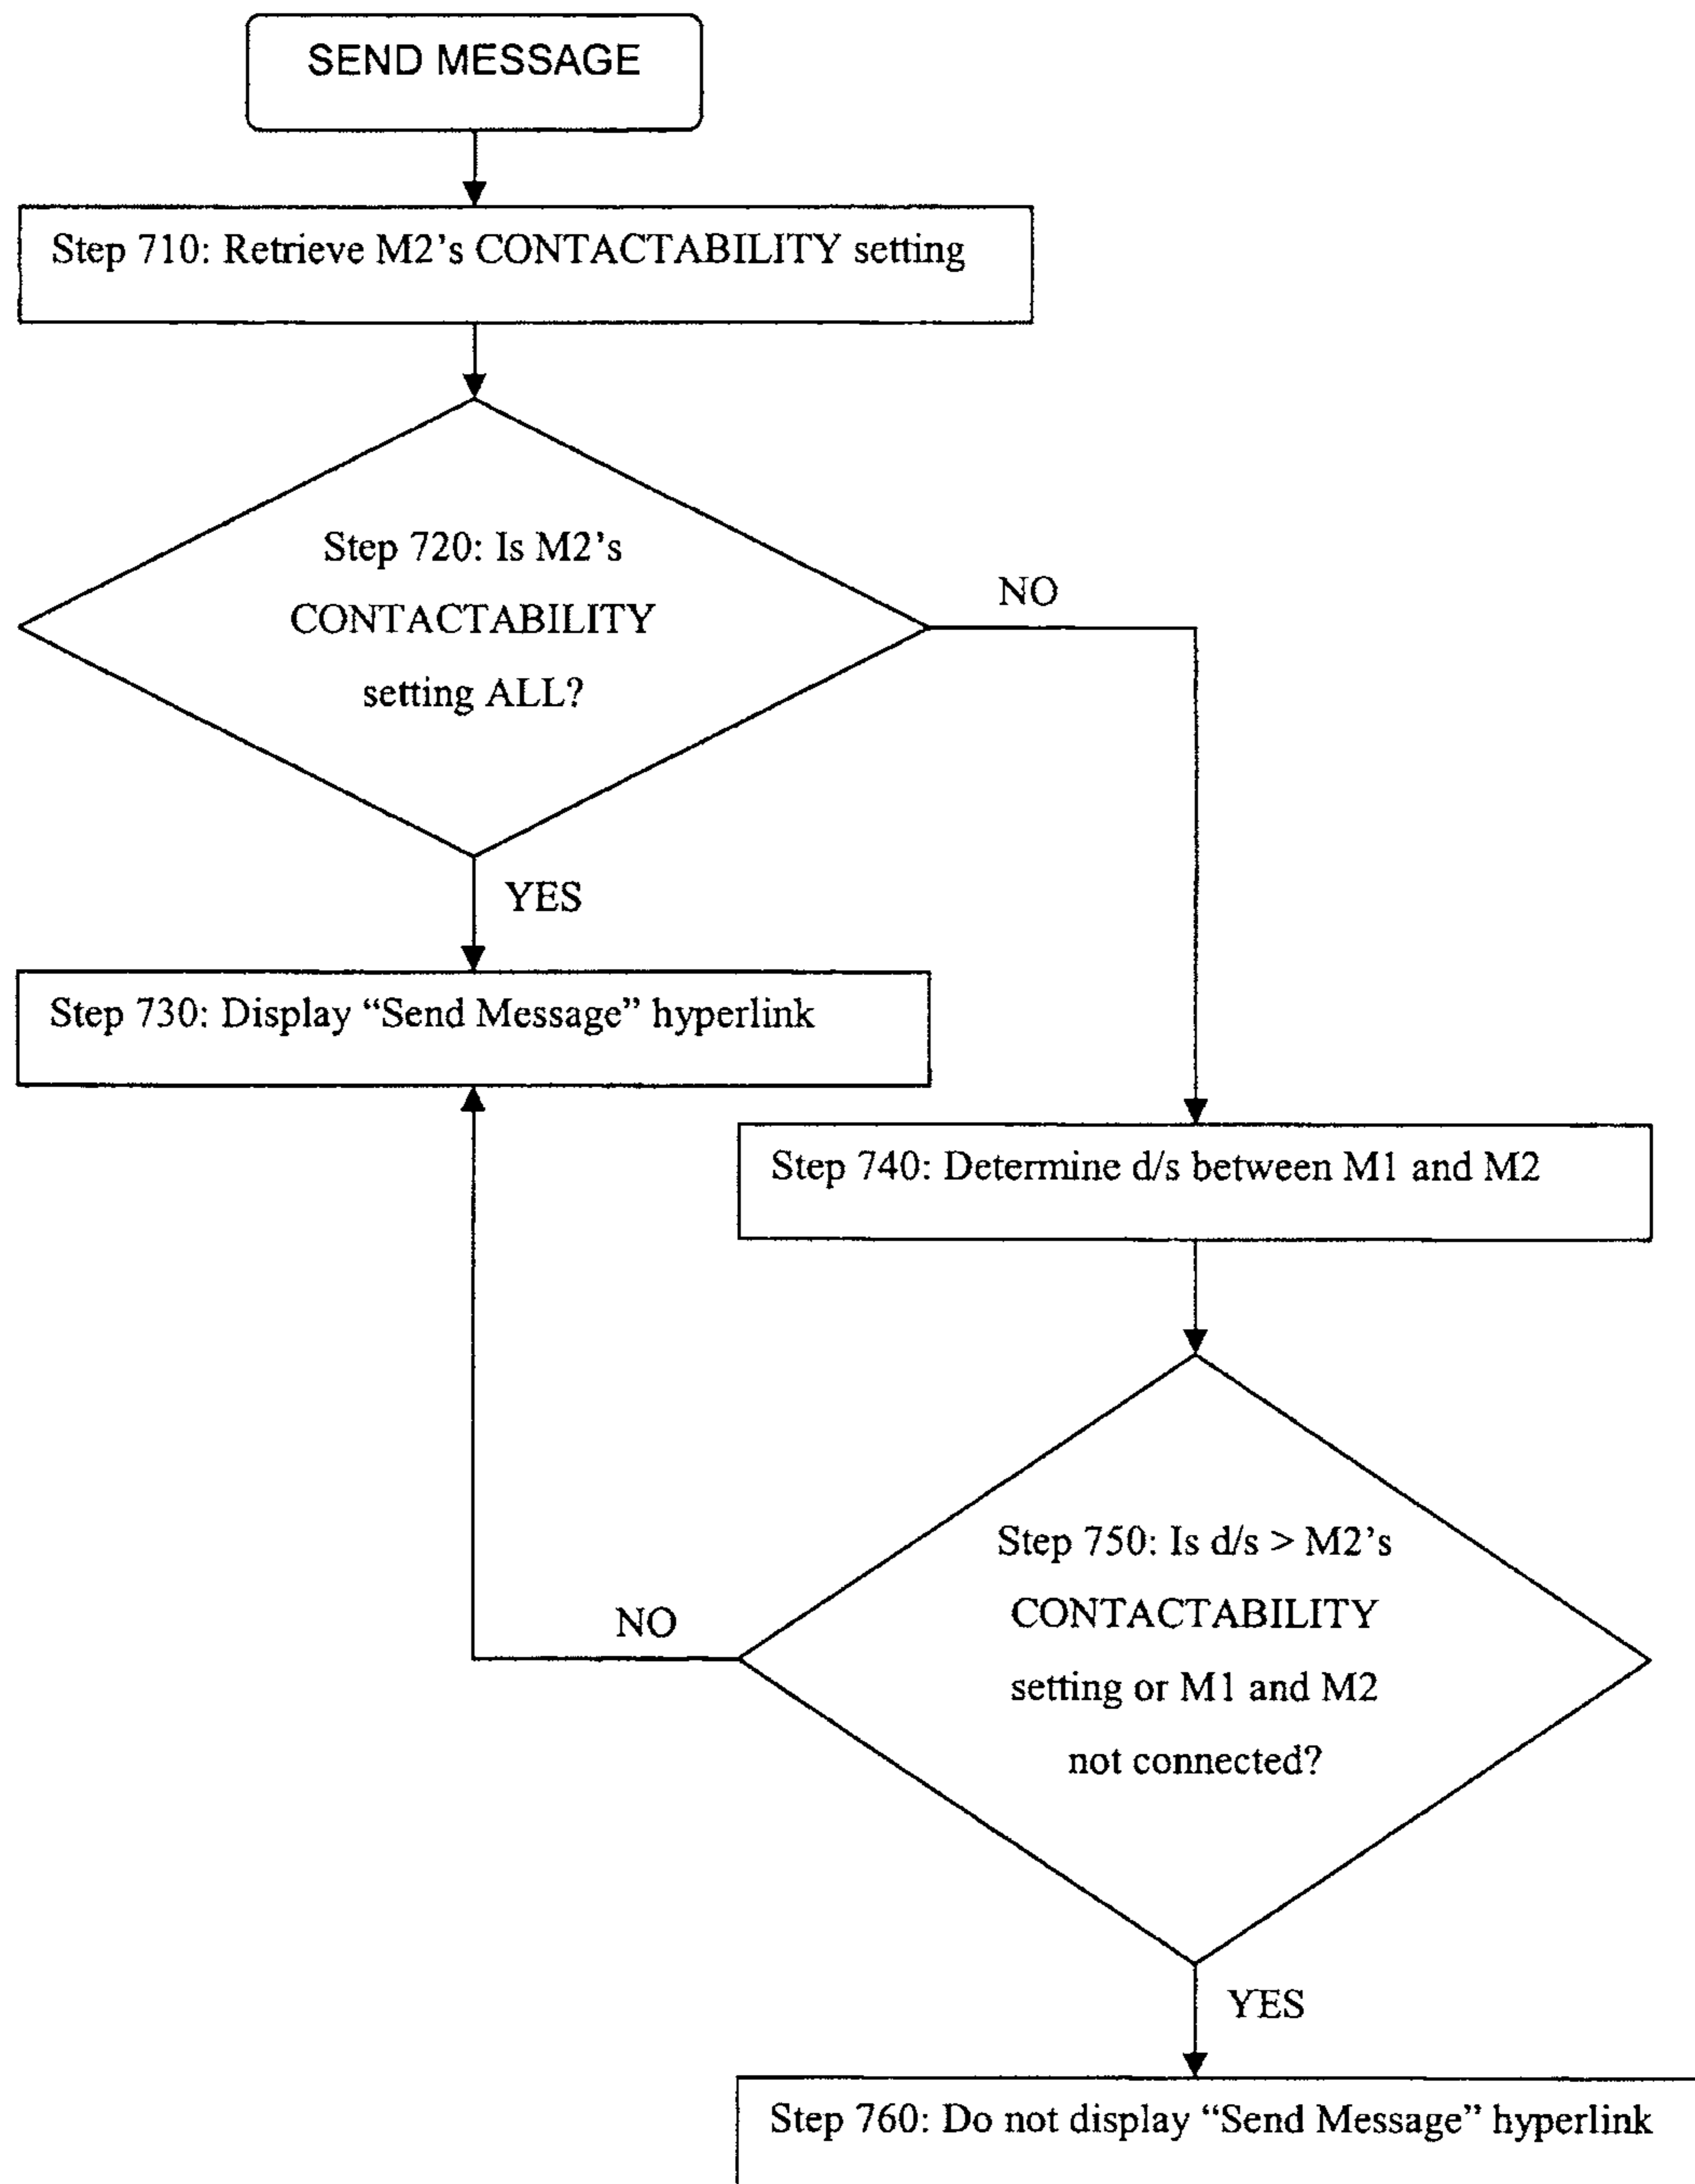 SEND MESSAGE
Step 710: Retrieve M2’s CONTACTABILITY setting
Step 720: Is M2’s
CONTACTABILITY
setting ALL?
NO
YES
Step 730: Display “Send Message” hyperlink
Step 740: Determine d/s between M1 and M2
Step 750: Is d/s > M2’s
CONTACTABILITY
setting or M1 and M2
not connected?
NO
YES
Step 760: Do not display “Send Message” hyperlink